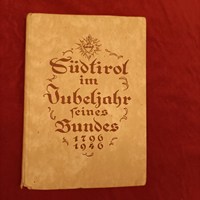 Südtirol
im
Jubeljahr
seines
Bundes
1796
1946